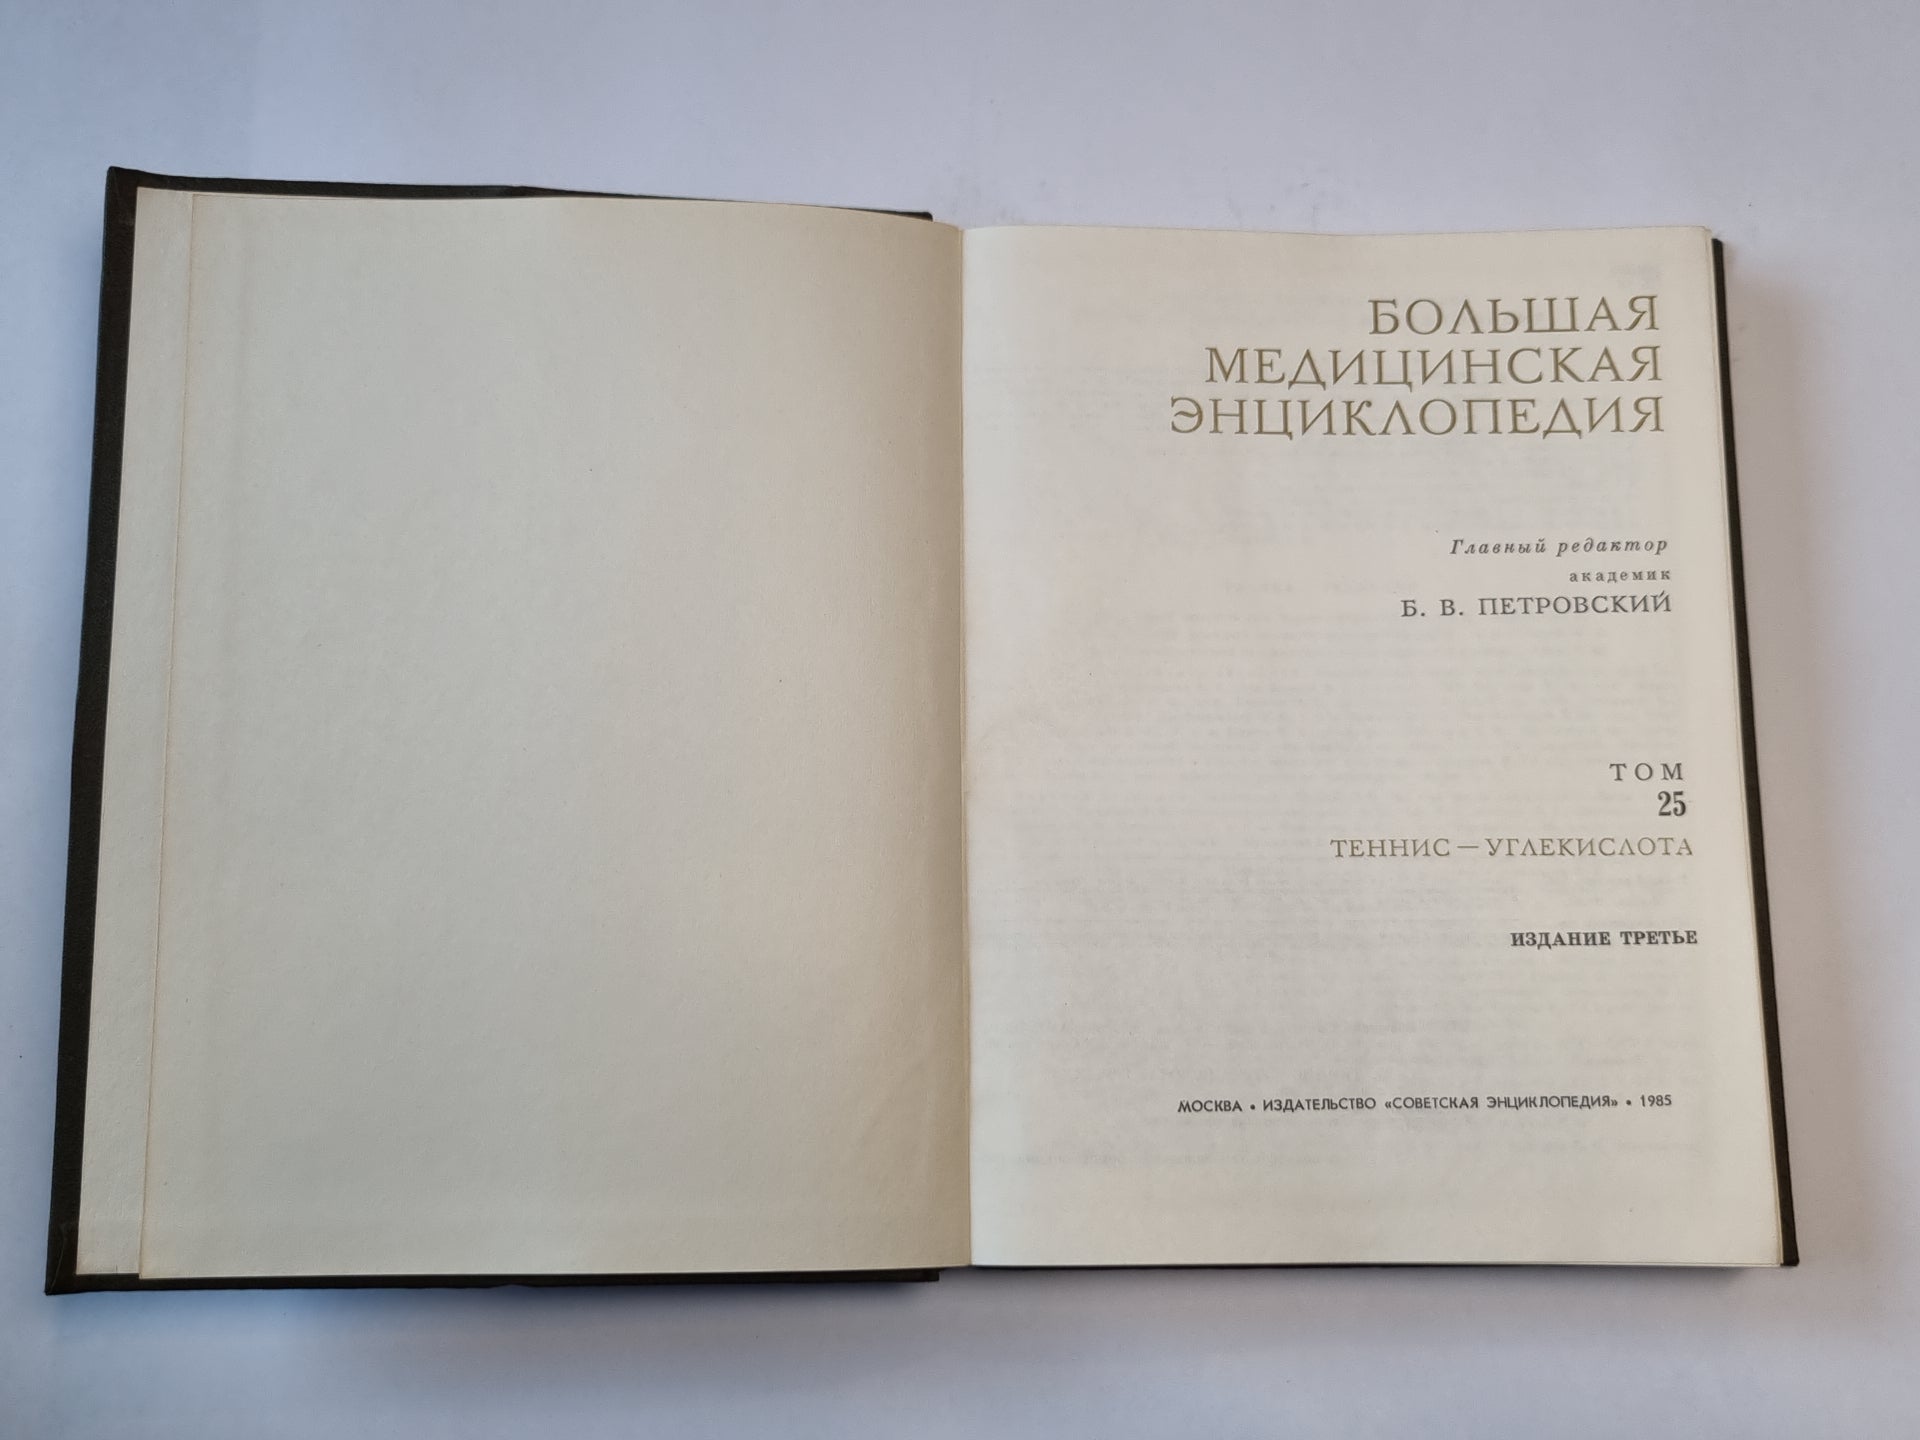 БОЛЬШАЯ
МЕДИЦИНСКАЯ
ЭНЦИКЛОПЕДИЯ
Главный редактор
академик
Б. В. ПЕТРОВСКИЙ
ТОМ
25
ТЕННИС — УГЛЕКИСЛОТА
ИЗДАНИЕ ТРЕТЬЕ
МОСКВА • ИЗДАТЕЛЬСТВО «СОВЕТСКАЯ ЭНЦИКЛОПЕДИЯ» • 1985